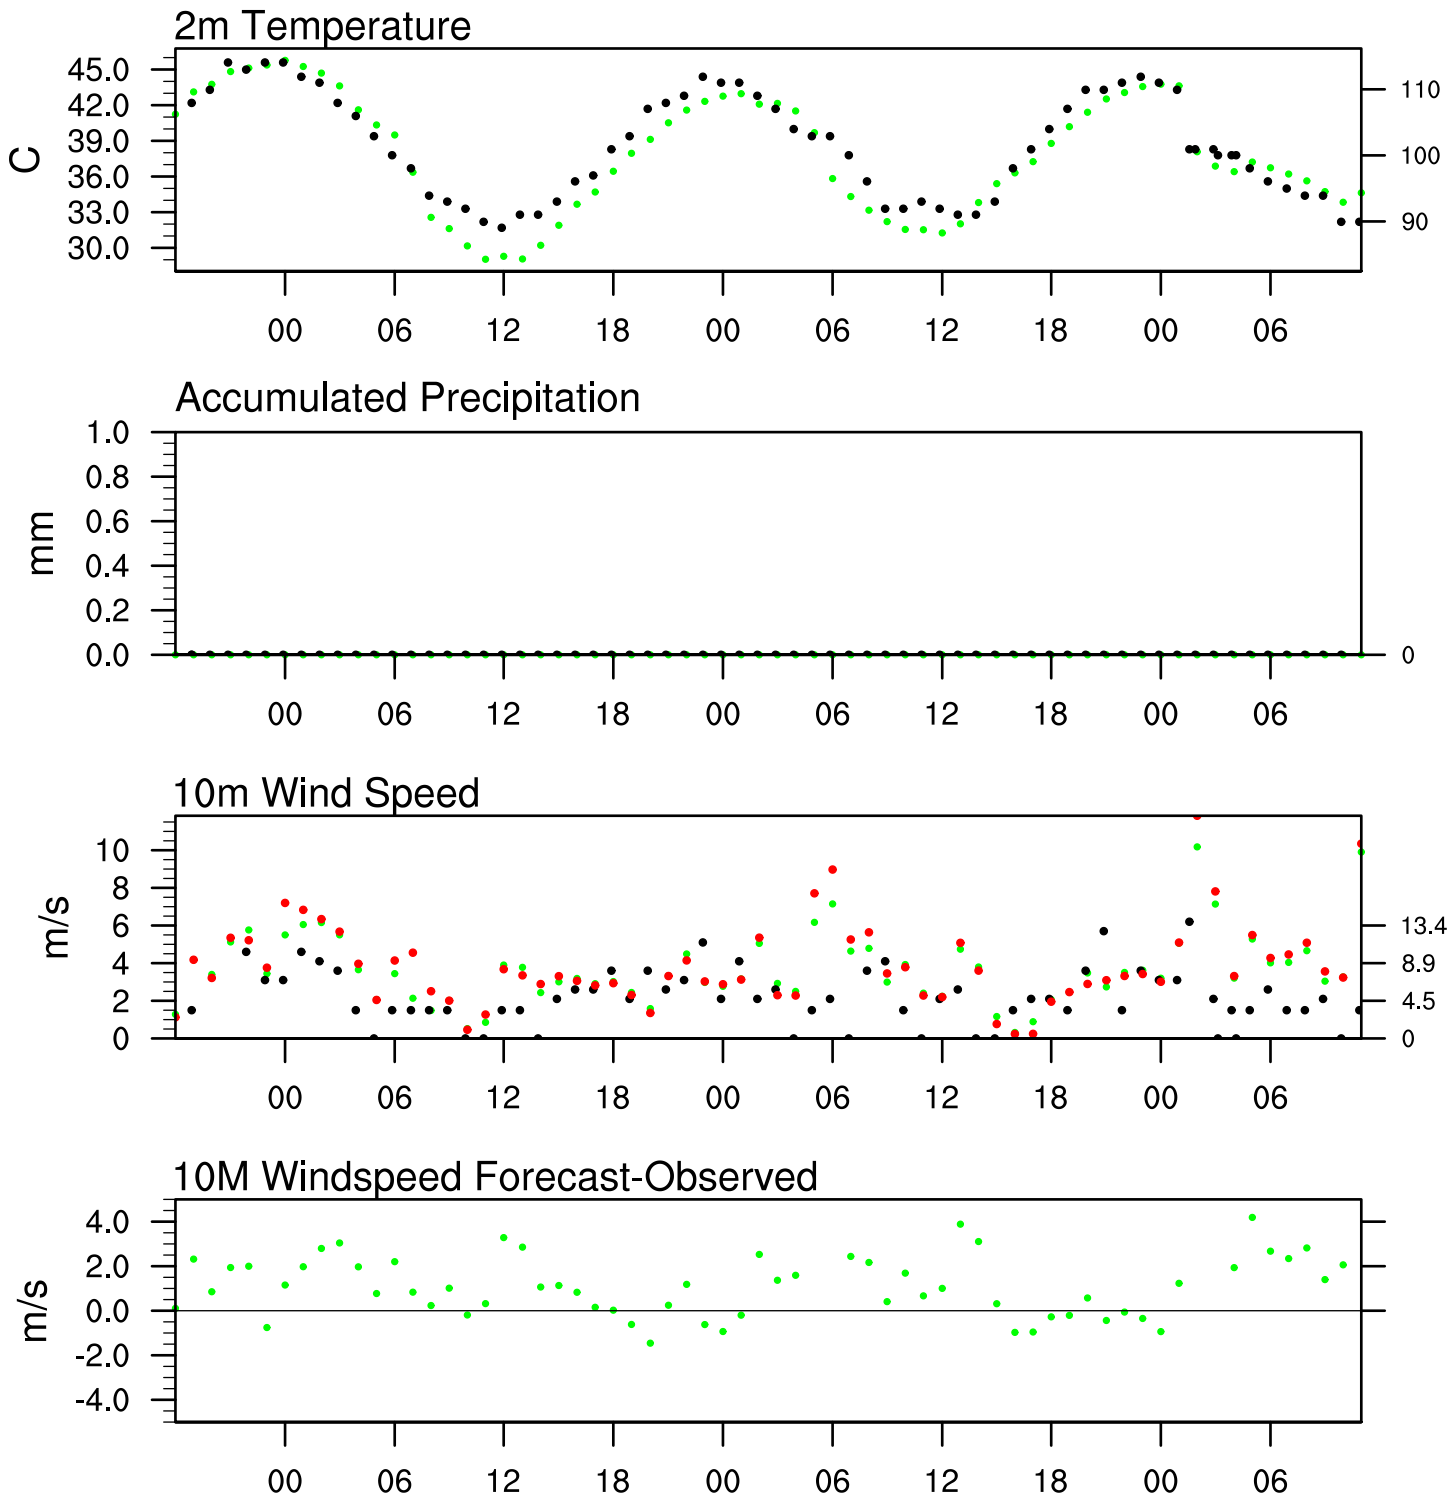 2m Temperature
C
45.0
42.0
39.0
36.0
33.0
30.0
110
100
90
00 06 12 18 00 06 12 18 00 06
Accumulated Precipitation
mm
1.0
0.8
0.6
0.4
0.2
0.0
0
00 06 12 18 00 06 12 18 00 06
10m Wind Speed
m/s
10
8
6
4
2
0
13.4
8.9
4.5
0
00 06 12 18 00 06 12 18 00 06
10M Windspeed Forecast-Observed
m/s
4.0
2.0
0.0
-2.0
-4.0
00 06 12 18 00 06 12 18 00 06